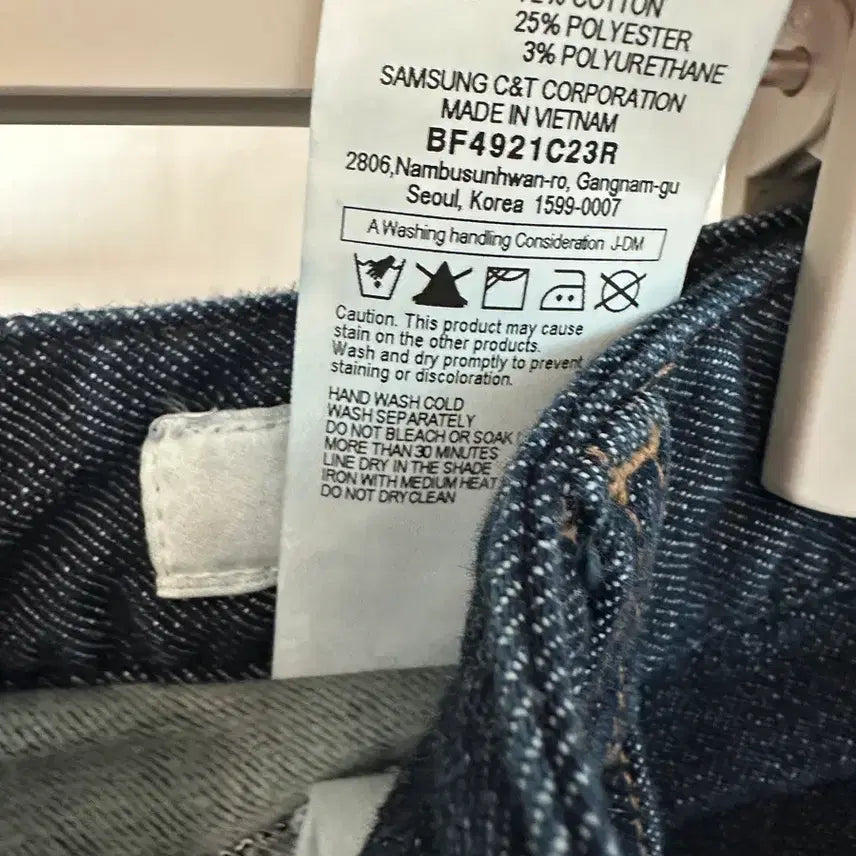 COTTON
25% POLYESTER
3% POLYURETHANE
SAMSUNG C&T CORPORATION
MADE IN VIETNAM
BF4921C23R
2806,Nambusunhwan-ro, Gangnam-gu
Seoul, Korea 1599-0007
A Washing handling Consideration J-DM
Caution. This product may cause
stain on the other products.
Wash and dry promptly to prevent
staining or discoloration.
HAND WASH COLD
WASH SEPARATELY
DO NOT BLEACH OR SOAK
MORE THAN 30 MINUTES
LINE DRY IN THE SHADE
IRON WITH MEDIUM HEAT
DO NOT DRYCLEAN